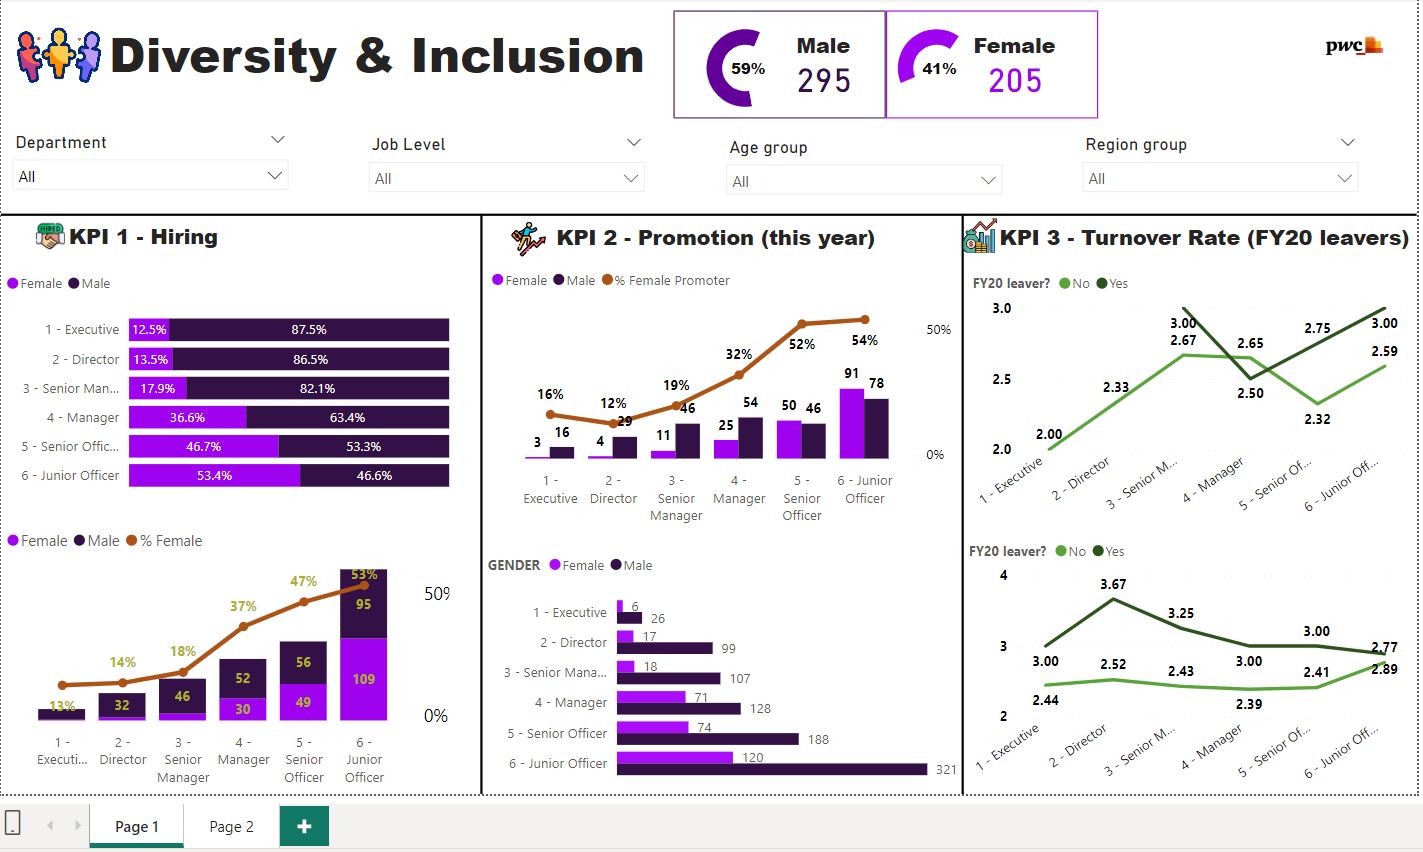 Diversity & Inclusion
59%
Male
295
41%
Female
205
pwc
Department
All
Job Level
All
Age group
All
Region group
All
HIRED
KPI 1 - Hiring
Female Male
1 - Executive 12.5% 87.5%
2 - Director 13.5% 86.5%
3 - Senior Man... 17.9% 82.1%
4 - Manager 36.6% 63.4%
5 - Senior Offic... 46.7% 53.3%
6 - Junior Officer 53.4% 46.6%
Female Male % Female
13% 14% 18% 37% 47% 53%
32 46 52 56 95
30 49 109
50%
0%
1 - Executi...
2 - Director
3 - Senior Manager
4 - Manager
5 - Senior Officer
6 - Junior Officer
KPI 2 - Promotion (this year)
Female Male % Female Promoter
16% 12% 19% 32% 52% 54%
3 16 4 29 11 46 25 54 50 46 91 78
50%
0%
1 - Executive
2 - Director
3 - Senior Manager
4 - Manager
5 - Senior Officer
6 - Junior Officer
GENDER Female Male
1 - Executive 6 26
2 - Director 17 99
3 - Senior Mana... 18 107
4 - Manager 71 128
5 - Senior Officer 74 188
6 - Junior Officer 120 321
KPI 3 - Turnover Rate (FY20 leavers)
FY20 leaver? No Yes
3.0
2.5
2.0
3.00 2.50 2.75 3.00
2.00 2.33 2.67 2.65 2.32 2.59
1 - Executive
2 - Director
3 - Senior M...
4 - Manager
5 - Senior Of...
6 - Junior Off...
FY20 leaver? No Yes
4
3
2
3.00 3.67 3.25 3.00 3.00 2.77
2.44 2.52 2.43 2.39 2.41 2.89
1 - Executive
2 - Director
3 - Senior M...
4 - Manager
5 - Senior Of...
6 - Junior Off...
Page 1
Page 2
+